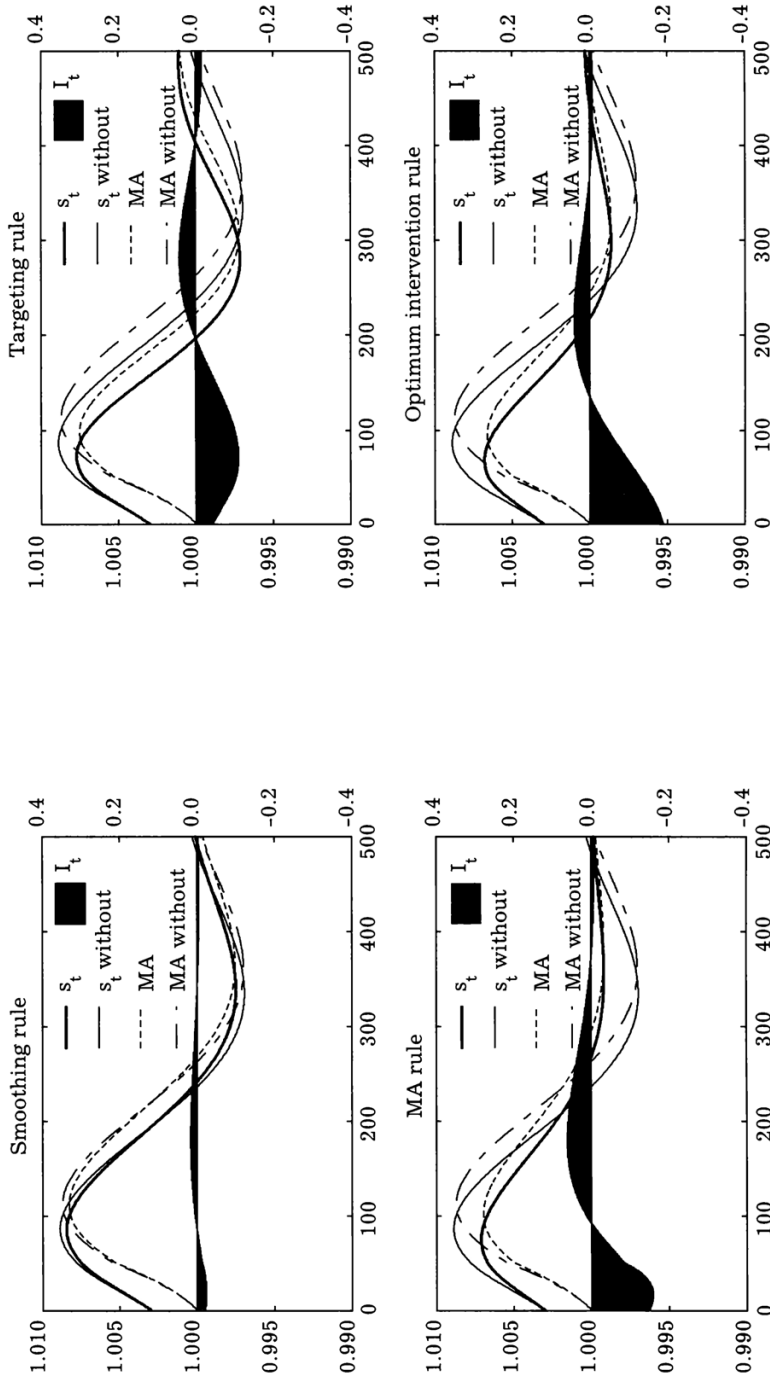 Smoothing rule
1.010
1.005
1.000
0.995
0.990
0.4
0.2
0.0
-0.2
-0.4
0
100
200
300
400
500
s_t
s_t without
MA
MA without
I_t
Targeting rule
1.010
1.005
1.000
0.995
0.990
0.4
0.2
0.0
-0.2
-0.4
0
100
200
300
400
500
s_t
s_t without
MA
MA without
I_t
MA rule
1.010
1.005
1.000
0.995
0.990
0.4
0.2
0.0
-0.2
-0.4
0
100
200
300
400
500
s_t
s_t without
MA
MA without
I_t
Optimum intervention rule
1.010
1.005
1.000
0.995
0.990
0.4
0.2
0.0
-0.2
-0.4
0
100
200
300
400
500
s_t
s_t without
MA
MA without
I_t